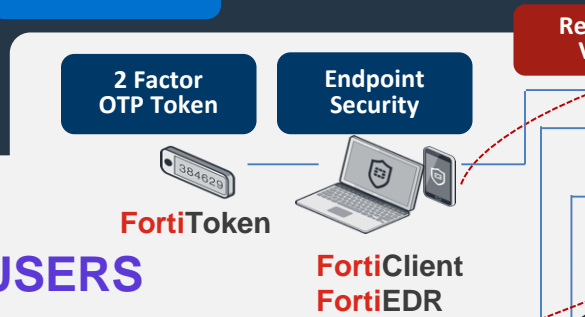 2 Factor
OTP Token
Endpoint
Security
384629
FortiToken
USERS
FortiClient
FortiEDR